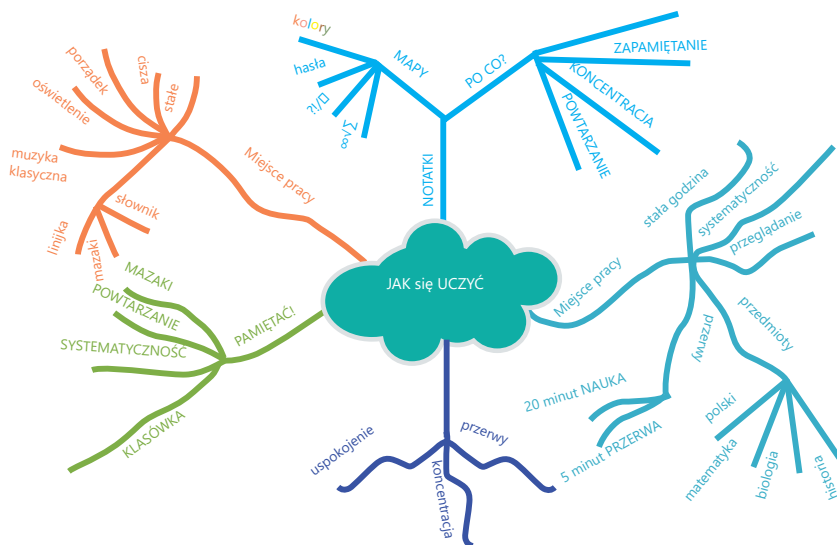 JAK się UCZYĆ
NOTATKI
MAPY
kolory
hasła
?!/▯
∞√∑
PO CO?
ZAPAMIĘTANIE
KONCENTRACJA
POWTARZANIE
Miejsce pracy
stała godzina
systematyczność
przeglądanie
przedmioty
polski
matematyka
biologia
historia
przerwy
20 minut NAUKA
5 minut PRZERWA
przerwy
koncentracja
uspokojenie
PAMIĘTAĆ!
MAZAKI
POWTARZANIE
SYSTEMATYCZNOŚĆ
KLASÓWKA
Miejsce pracy
stałe
cisza
porządek
oświetlenie
muzyka
klasyczna
słownik
mazaki
linijka